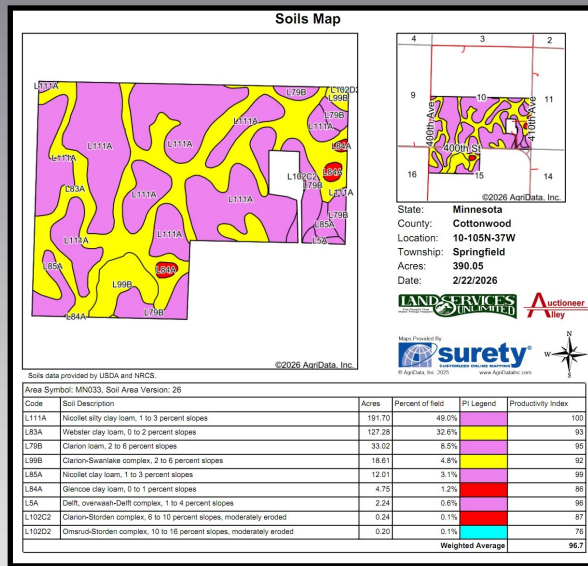 Soils Map
L111A
L79B
L102D2
L99B
L79B
L111A
L111A
L111A
L111A
L84A
L111A
L84A
L102C2
L79B
L83A
L111A
L111A
L111A
L79B
L85A
L111A
L111A
L5A
L85A
L84A
L99B
L84A
L79B
©2026 AgriData, Inc.
Soils data provided by USDA and NRCS.
4
3
2
9
10
11
400th Ave
410th Ave
400th St
16
15
14
©2026 AgriData, Inc.
State: Minnesota
County: Cottonwood
Location: 10-105N-37W
Township: Springfield
Acres: 390.05
Date: 2/22/2026
LAND SERVICES
UNLIMITED
Auctioneer
Alley
Maps Provided By
surety®
CUSTOMIZED ONLINE MAPPING
© AgriData, Inc. 2025 www.AgriDataInc.com
N
W E
S
Area Symbol: MN033, Soil Area Version: 26
Code Soil Description Acres Percent of field PI Legend Productivity Index
L111A Nicollet silty clay loam, 1 to 3 percent slopes 191.70 49.0% 100
L83A Webster clay loam, 0 to 2 percent slopes 127.28 32.6% 93
L79B Clarion loam, 2 to 6 percent slopes 33.02 8.5% 95
L99B Clarion-Swanlake complex, 2 to 6 percent slopes 18.61 4.8% 92
L85A Nicollet clay loam, 1 to 3 percent slopes 12.01 3.1% 99
L84A Glencoe clay loam, 0 to 1 percent slopes 4.75 1.2% 86
L5A Delft, overwash-Delft complex, 1 to 4 percent slopes 2.24 0.6% 96
L102C2 Clarion-Storden complex, 6 to 10 percent slopes, moderately eroded 0.24 0.1% 87
L102D2 Omsrud-Storden complex, 10 to 16 percent slopes, moderately eroded 0.20 0.1% 76
Weighted Average 96.7